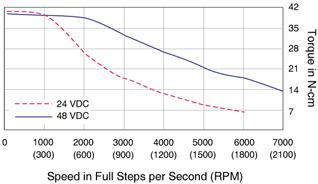 42
35
28
21
14
7
Torque in N-cm
24 VDC
48 VDC
0 1000 2000 3000 4000 5000 6000 7000
(300) (600) (900) (1200) (1500) (1800) (2100)
Speed in Full Steps per Second (RPM)